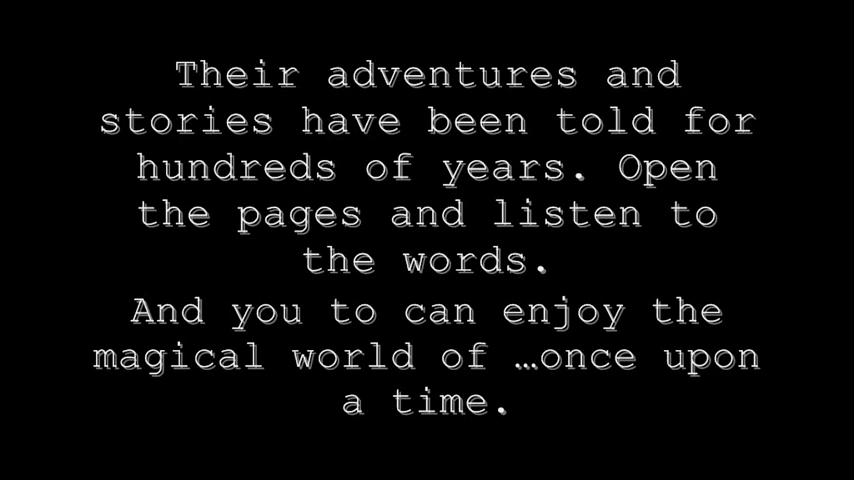 Their adventures and
stories have been told for
hundreds of years. Open
the pages and listen to
the words.
And you to can enjoy the
magical world of …once upon
a time.